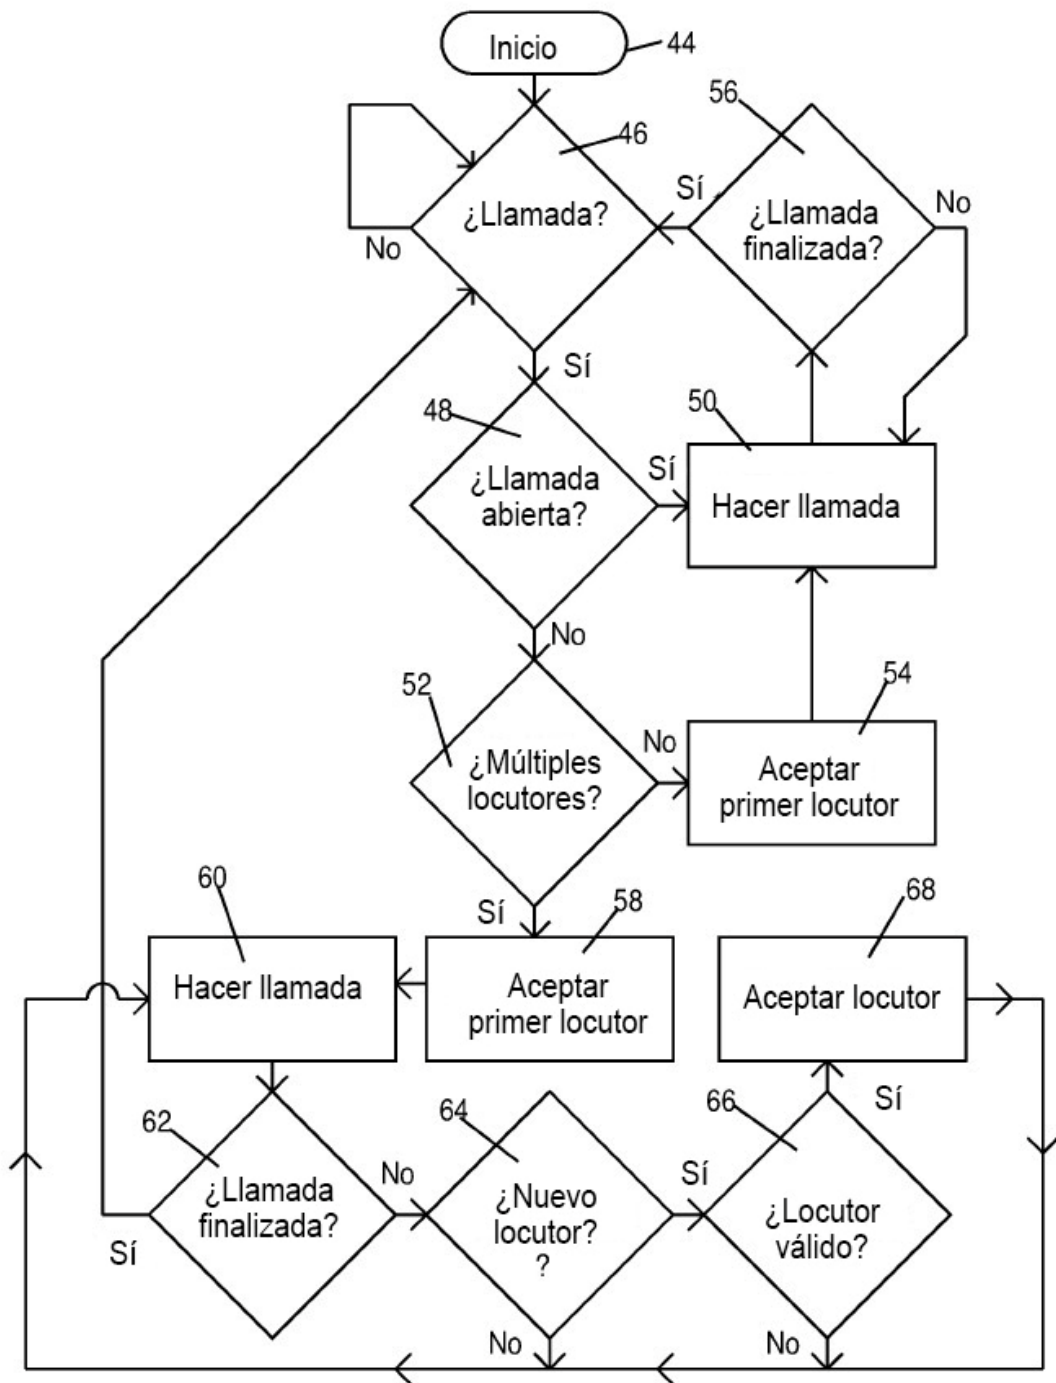 Inicio
44
56
46
Sí
No
¿Llamada?
¿Llamada
finalizada?
No
Sí
48
50
¿Llamada
abierta?
Sí
Hacer llamada
No
52
54
¿Múltiples
locutores?
No
Aceptar
primer locutor
60
Sí
58
68
Hacer llamada
Aceptar
primer locutor
Aceptar locutor
62
64
66
Sí
No
Sí
¿Llamada
finalizada?
¿Nuevo
locutor?
?
¿Locutor
válido?
Sí
No
No